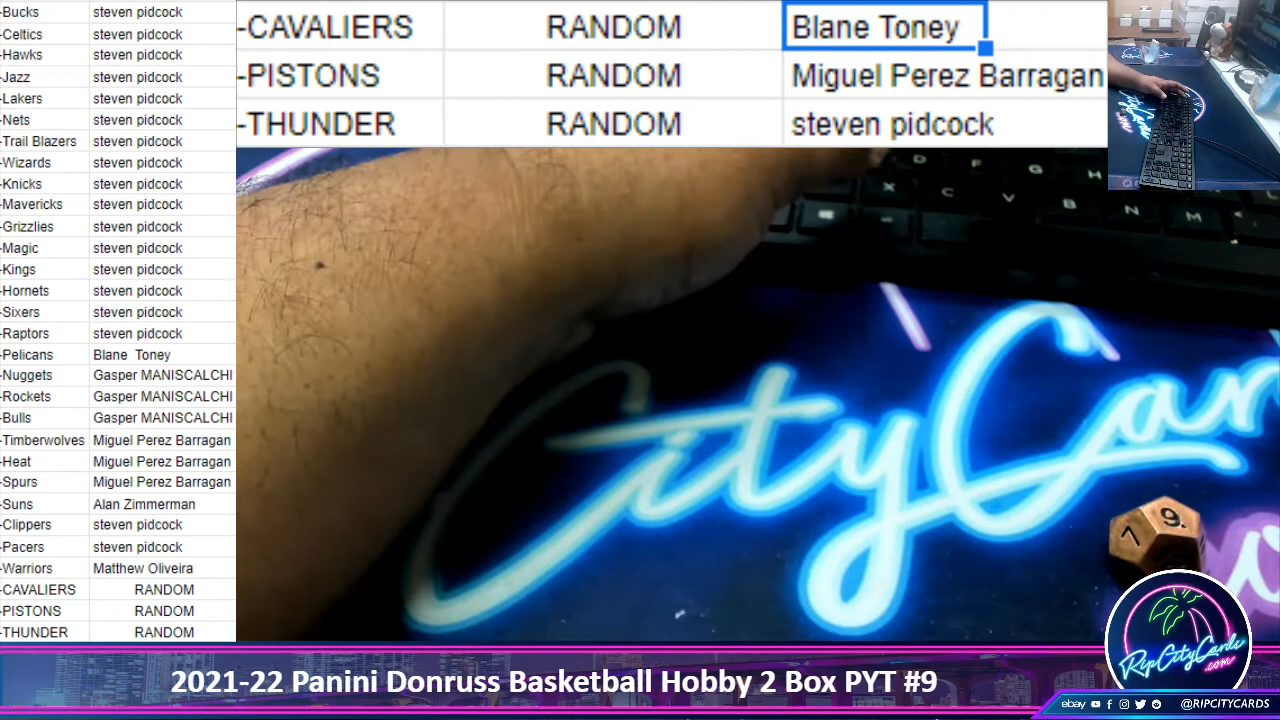 -Bucks steven pidcock
-Celtics steven pidcock
-Hawks steven pidcock
-Jazz steven pidcock
-Lakers steven pidcock
-Nets steven pidcock
-Trail Blazers steven pidcock
-Wizards steven pidcock
-Knicks steven pidcock
-Mavericks steven pidcock
-Grizzlies steven pidcock
-Magic steven pidcock
-Kings steven pidcock
-Hornets steven pidcock
-Sixers steven pidcock
-Raptors steven pidcock
-Pelicans Blane Toney
-Nuggets Gasper MANISCALCHI
-Rockets Gasper MANISCALCHI
-Bulls Gasper MANISCALCHI
-Timberwolves Miguel Perez Barragan
-Heat Miguel Perez Barragan
-Spurs Miguel Perez Barragan
-Suns Alan Zimmerman
-Clippers steven pidcock
-Pacers steven pidcock
-Warriors Matthew Oliveira
-CAVALIERS RANDOM
-PISTONS RANDOM
-THUNDER RANDOM
-CAVALIERS RANDOM Blane Toney
-PISTONS RANDOM Miguel Perez Barragan
-THUNDER RANDOM steven pidcock
D F G H
X C V B N M
City Car
7 9.
RipCityCards
.com
2021-22 Panini Donruss Basketball Hobby 2 Box PYT #9
ebay @RIPCITYCARDS